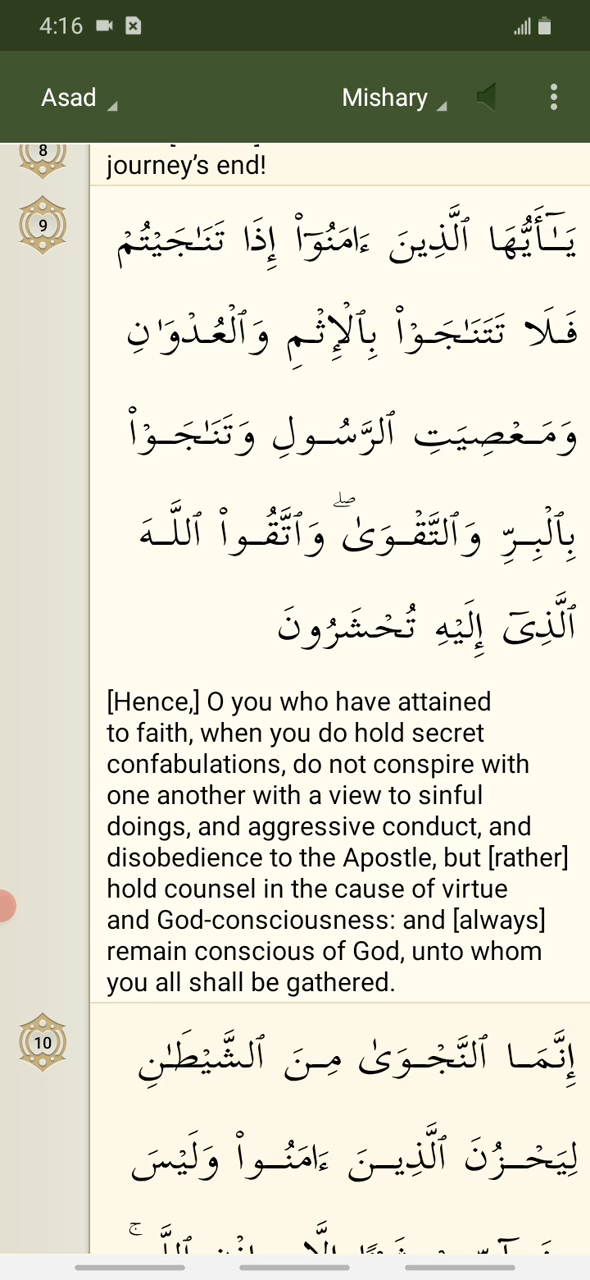 4:16
Asad Mishary
8
journey’s end!
9
يَـٰٓأَيُّهَا ٱلَّذِينَ ءَامَنُوٓا۟ إِذَا تَنَـٰجَيْتُمْ
فَلَا تَتَنَـٰجَوْا۟ بِٱلْإِثْمِ وَٱلْعُدْوَٰنِ
وَمَعْصِيَتِ ٱلرَّسُولِ وَتَنَـٰجَوْا۟
بِٱلْبِرِّ وَٱلتَّقْوَىٰ ۖ وَٱتَّقُوا۟ ٱللَّهَ
ٱلَّذِىٓ إِلَيْهِ تُحْشَرُونَ
[Hence,] O you who have attained
to faith, when you do hold secret
confabulations, do not conspire with
one another with a view to sinful
doings, and aggressive conduct, and
disobedience to the Apostle, but [rather]
hold counsel in the cause of virtue
and God-consciousness: and [always]
remain conscious of God, unto whom
you all shall be gathered.
10
إِنَّمَا ٱلنَّجْوَىٰ مِنَ ٱلشَّيْطَـٰنِ
لِيَحْزُنَ ٱلَّذِينَ ءَامَنُوا۟ وَلَيْسَ